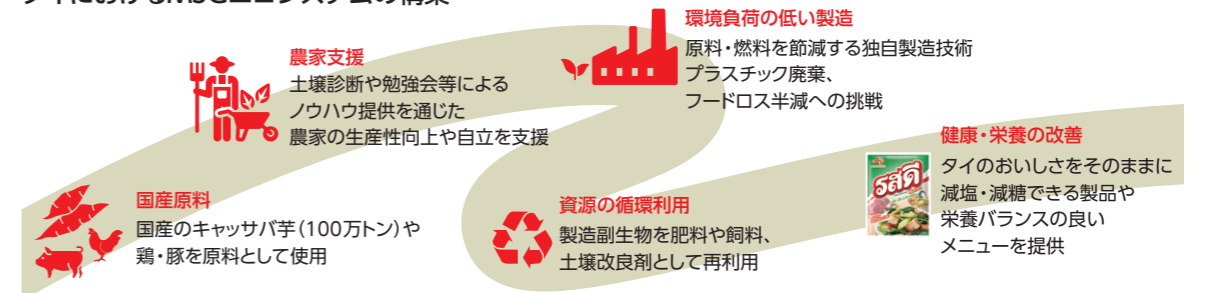 環境負荷の低い製造
原料・燃料を節減する独自製造技術
プラスチック廃棄、
フードロス半減への挑戦
農家支援
土壌診断や勉強会等による
ノウハウ提供を通じた
農家の生産性向上や自立を支援
健康・栄養の改善
タイのおいしさをそのままに
減塩・減糖できる製品や
栄養バランスの良い
メニューを提供
รสดี
国産原料
国産のキャッサバ芋(100万トン)や
鶏・豚を原料として使用
資源の循環利用
製造副生物を肥料や飼料、
土壌改良剤として再利用